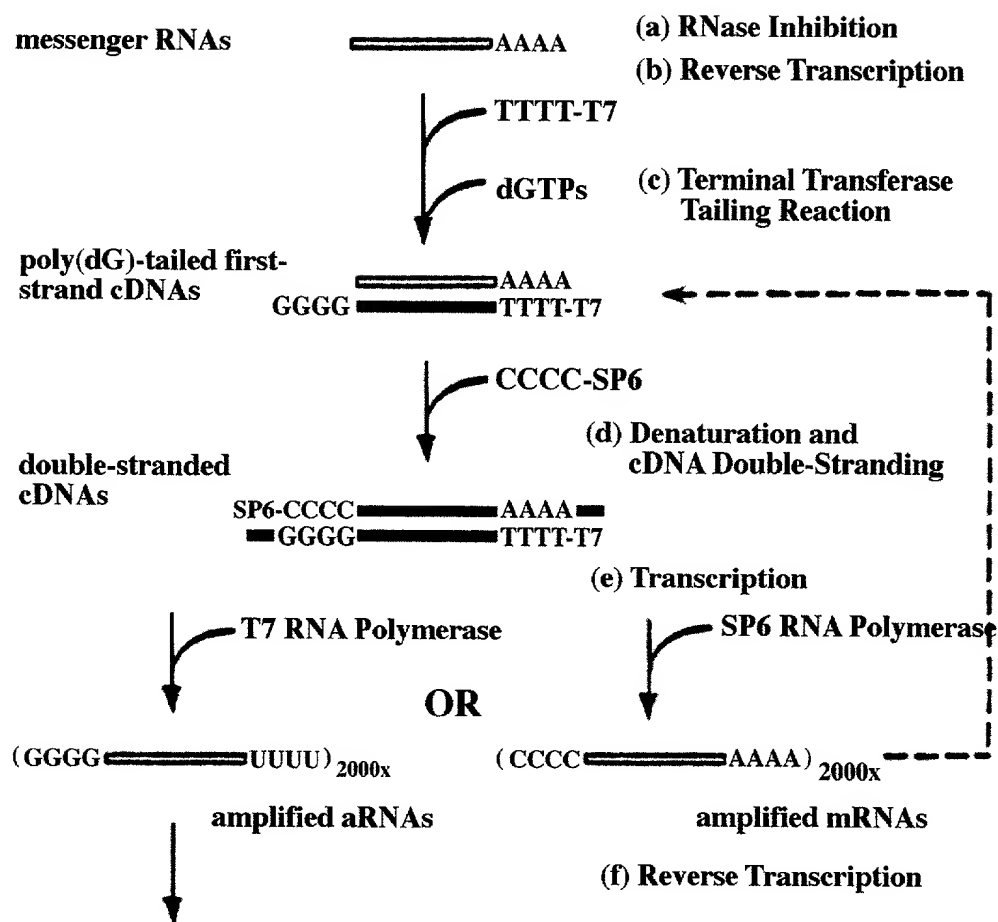 messenger RNAs
AAAA
(a) RNase Inhibition
(b) Reverse Transcription
TTTT-T7
dGTPs
(c) Terminal Transferase
Tailing Reaction
poly(dG)-tailed first-
strand cDNAs
AAAA
GGGG TTTT-T7
CCCC-SP6
(d) Denaturation and
cDNA Double-Stranding
double-stranded
cDNAs
SP6-CCCC AAAA
GGGG TTTT-T7
(e) Transcription
T7 RNA Polymerase
SP6 RNA Polymerase
OR
(GGGG UUUU) 2000x
(CCCC AAAA) 2000x
amplified aRNAs
amplified mRNAs
(f) Reverse Transcription